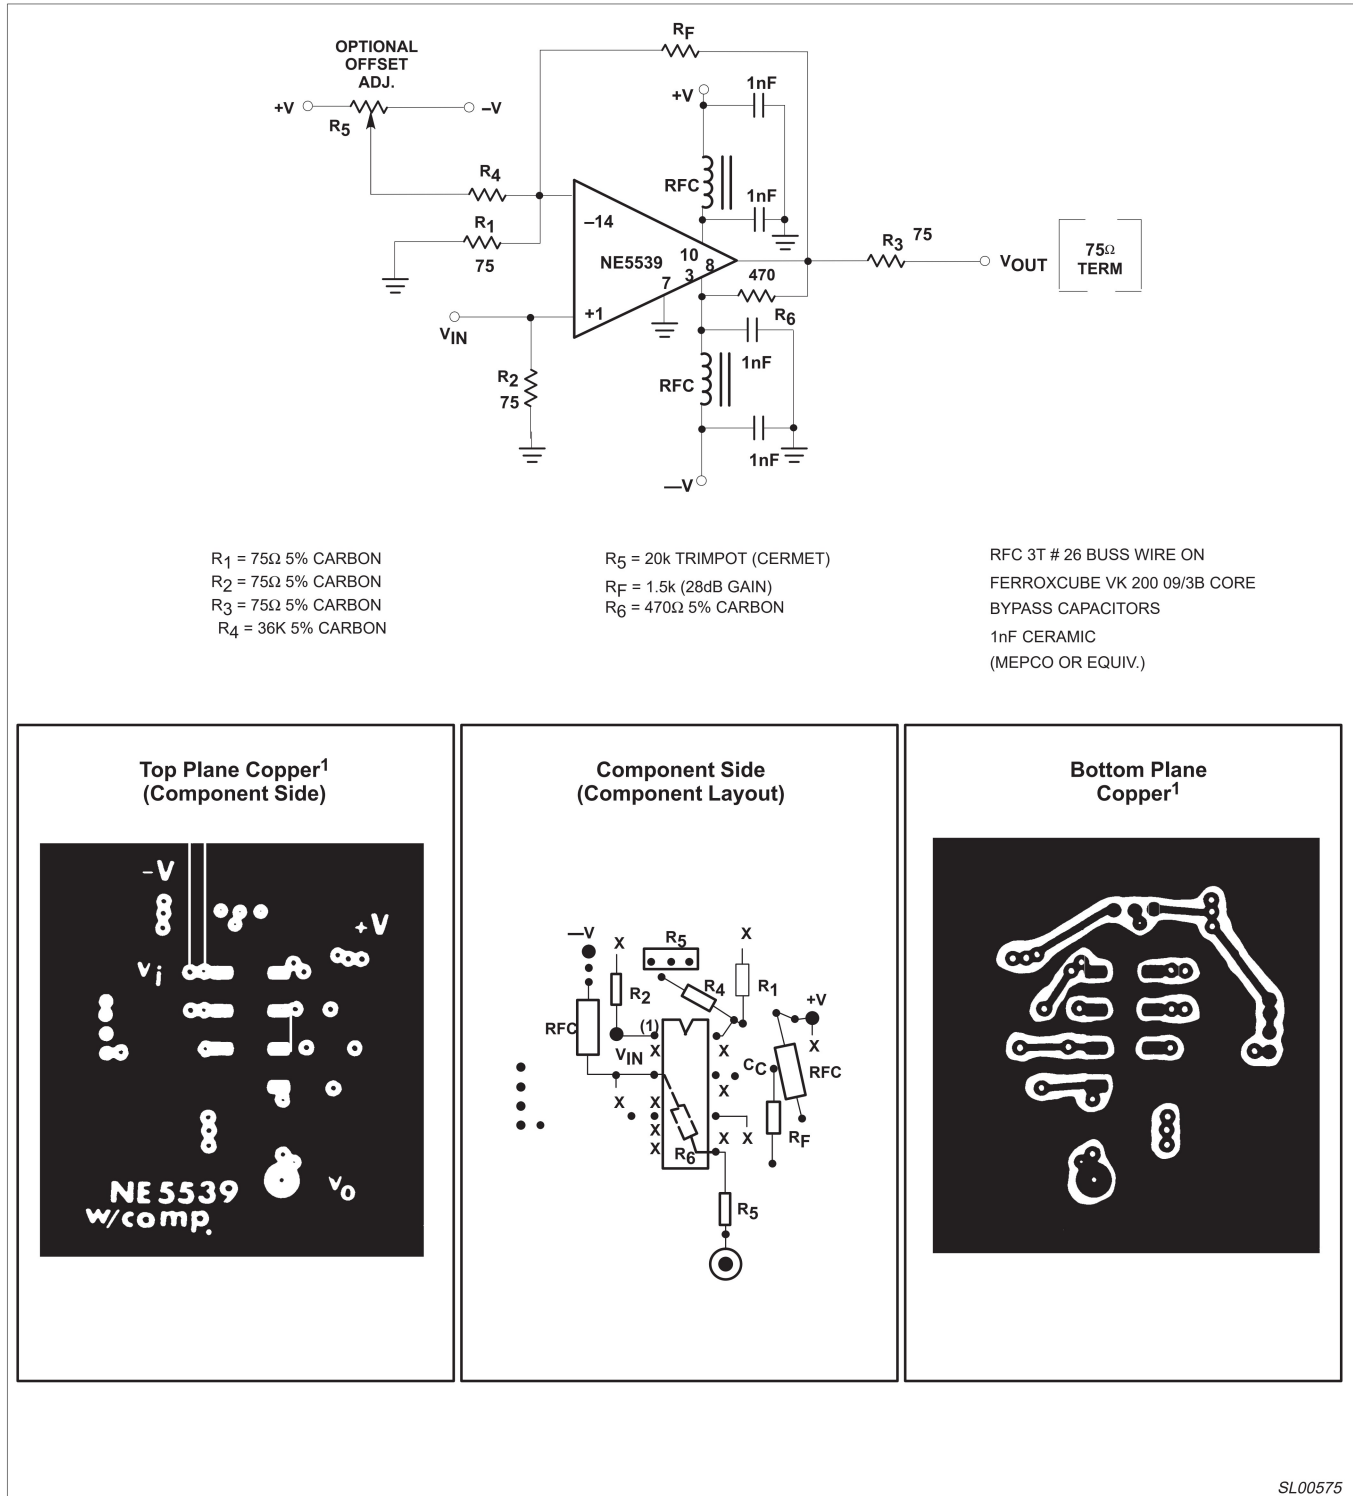 OPTIONAL
OFFSET
ADJ.
+V
–V
R5
RF
+V
1nF
RFC
1nF
R4
R1
75
–14
NE5539
10
8
3
7
+1
470
R6
R3 75
VOUT
75Ω
TERM
VIN
R2
75
1nF
RFC
1nF
—V
R1 = 75Ω 5% CARBON
R2 = 75Ω 5% CARBON
R3 = 75Ω 5% CARBON
R4 = 36K 5% CARBON
R5 = 20k TRIMPOT (CERMET)
RF = 1.5k (28dB GAIN)
R6 = 470Ω 5% CARBON
RFC 3T # 26 BUSS WIRE ON
FERROXCUBE VK 200 09/3B CORE
BYPASS CAPACITORS
1nF CERAMIC
(MEPCO OR EQUIV.)
Top Plane Copper1
(Component Side)
-V
+V
Vi
NE5539
w/comp.
Vo
Component Side
(Component Layout)
—V
X
R5
X
R2
R4
R1
+V
RFC
(1)
VIN
X
X
X
CC
RFC
X
X
X
X
X
X
X
R6
RF
R5
Bottom Plane
Copper1
SL00575